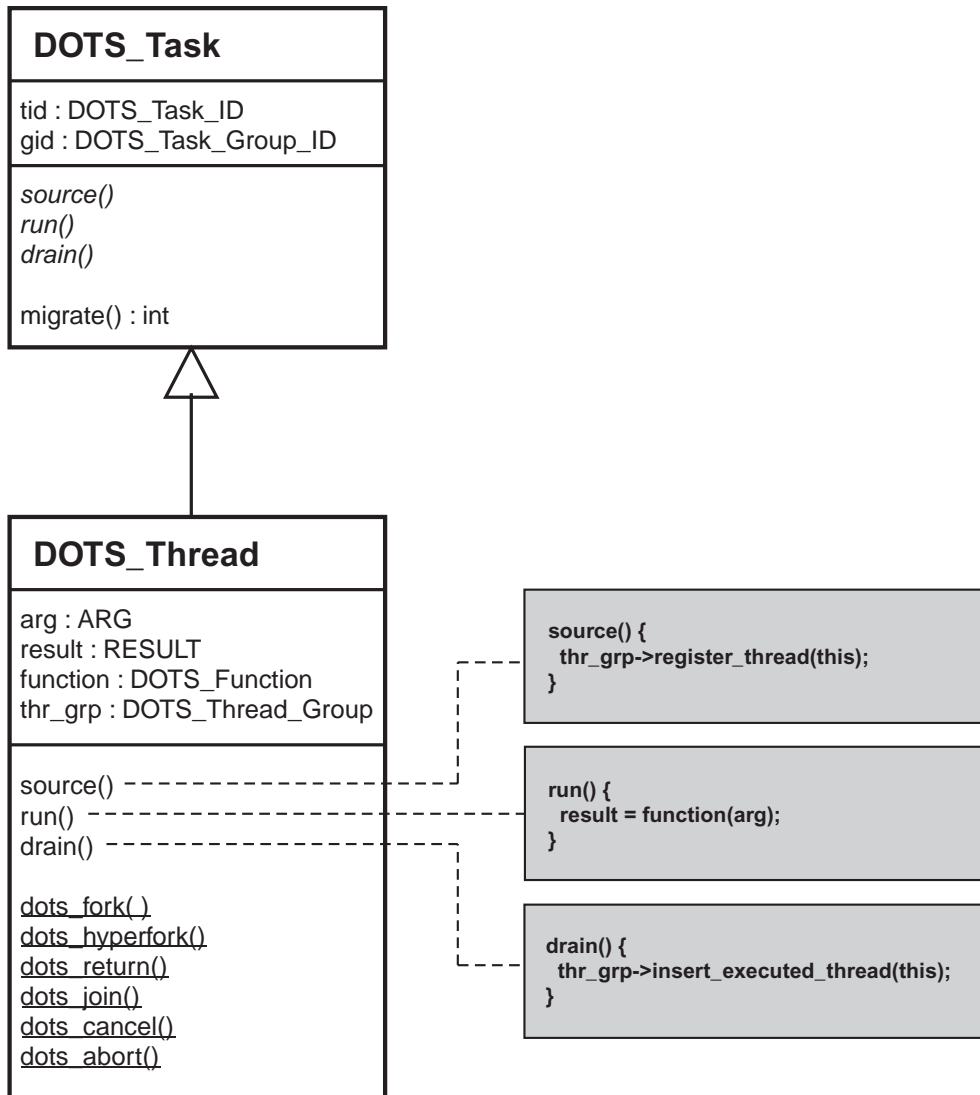 DOTS_Task
tid : DOTS_Task_ID
gid : DOTS_Task_Group_ID
source()
run()
drain()
migrate() : int
DOTS_Thread
arg : ARG
result : RESULT
function : DOTS_Function
thr_grp : DOTS_Thread_Group
source()
run()
drain()
dots_fork( )
dots_hyperfork()
dots_return()
dots_join()
dots_cancel()
dots_abort()
source() {
thr_grp->register_thread(this);
}
run() {
result = function(arg);
}
drain() {
thr_grp->insert_executed_thread(this);
}